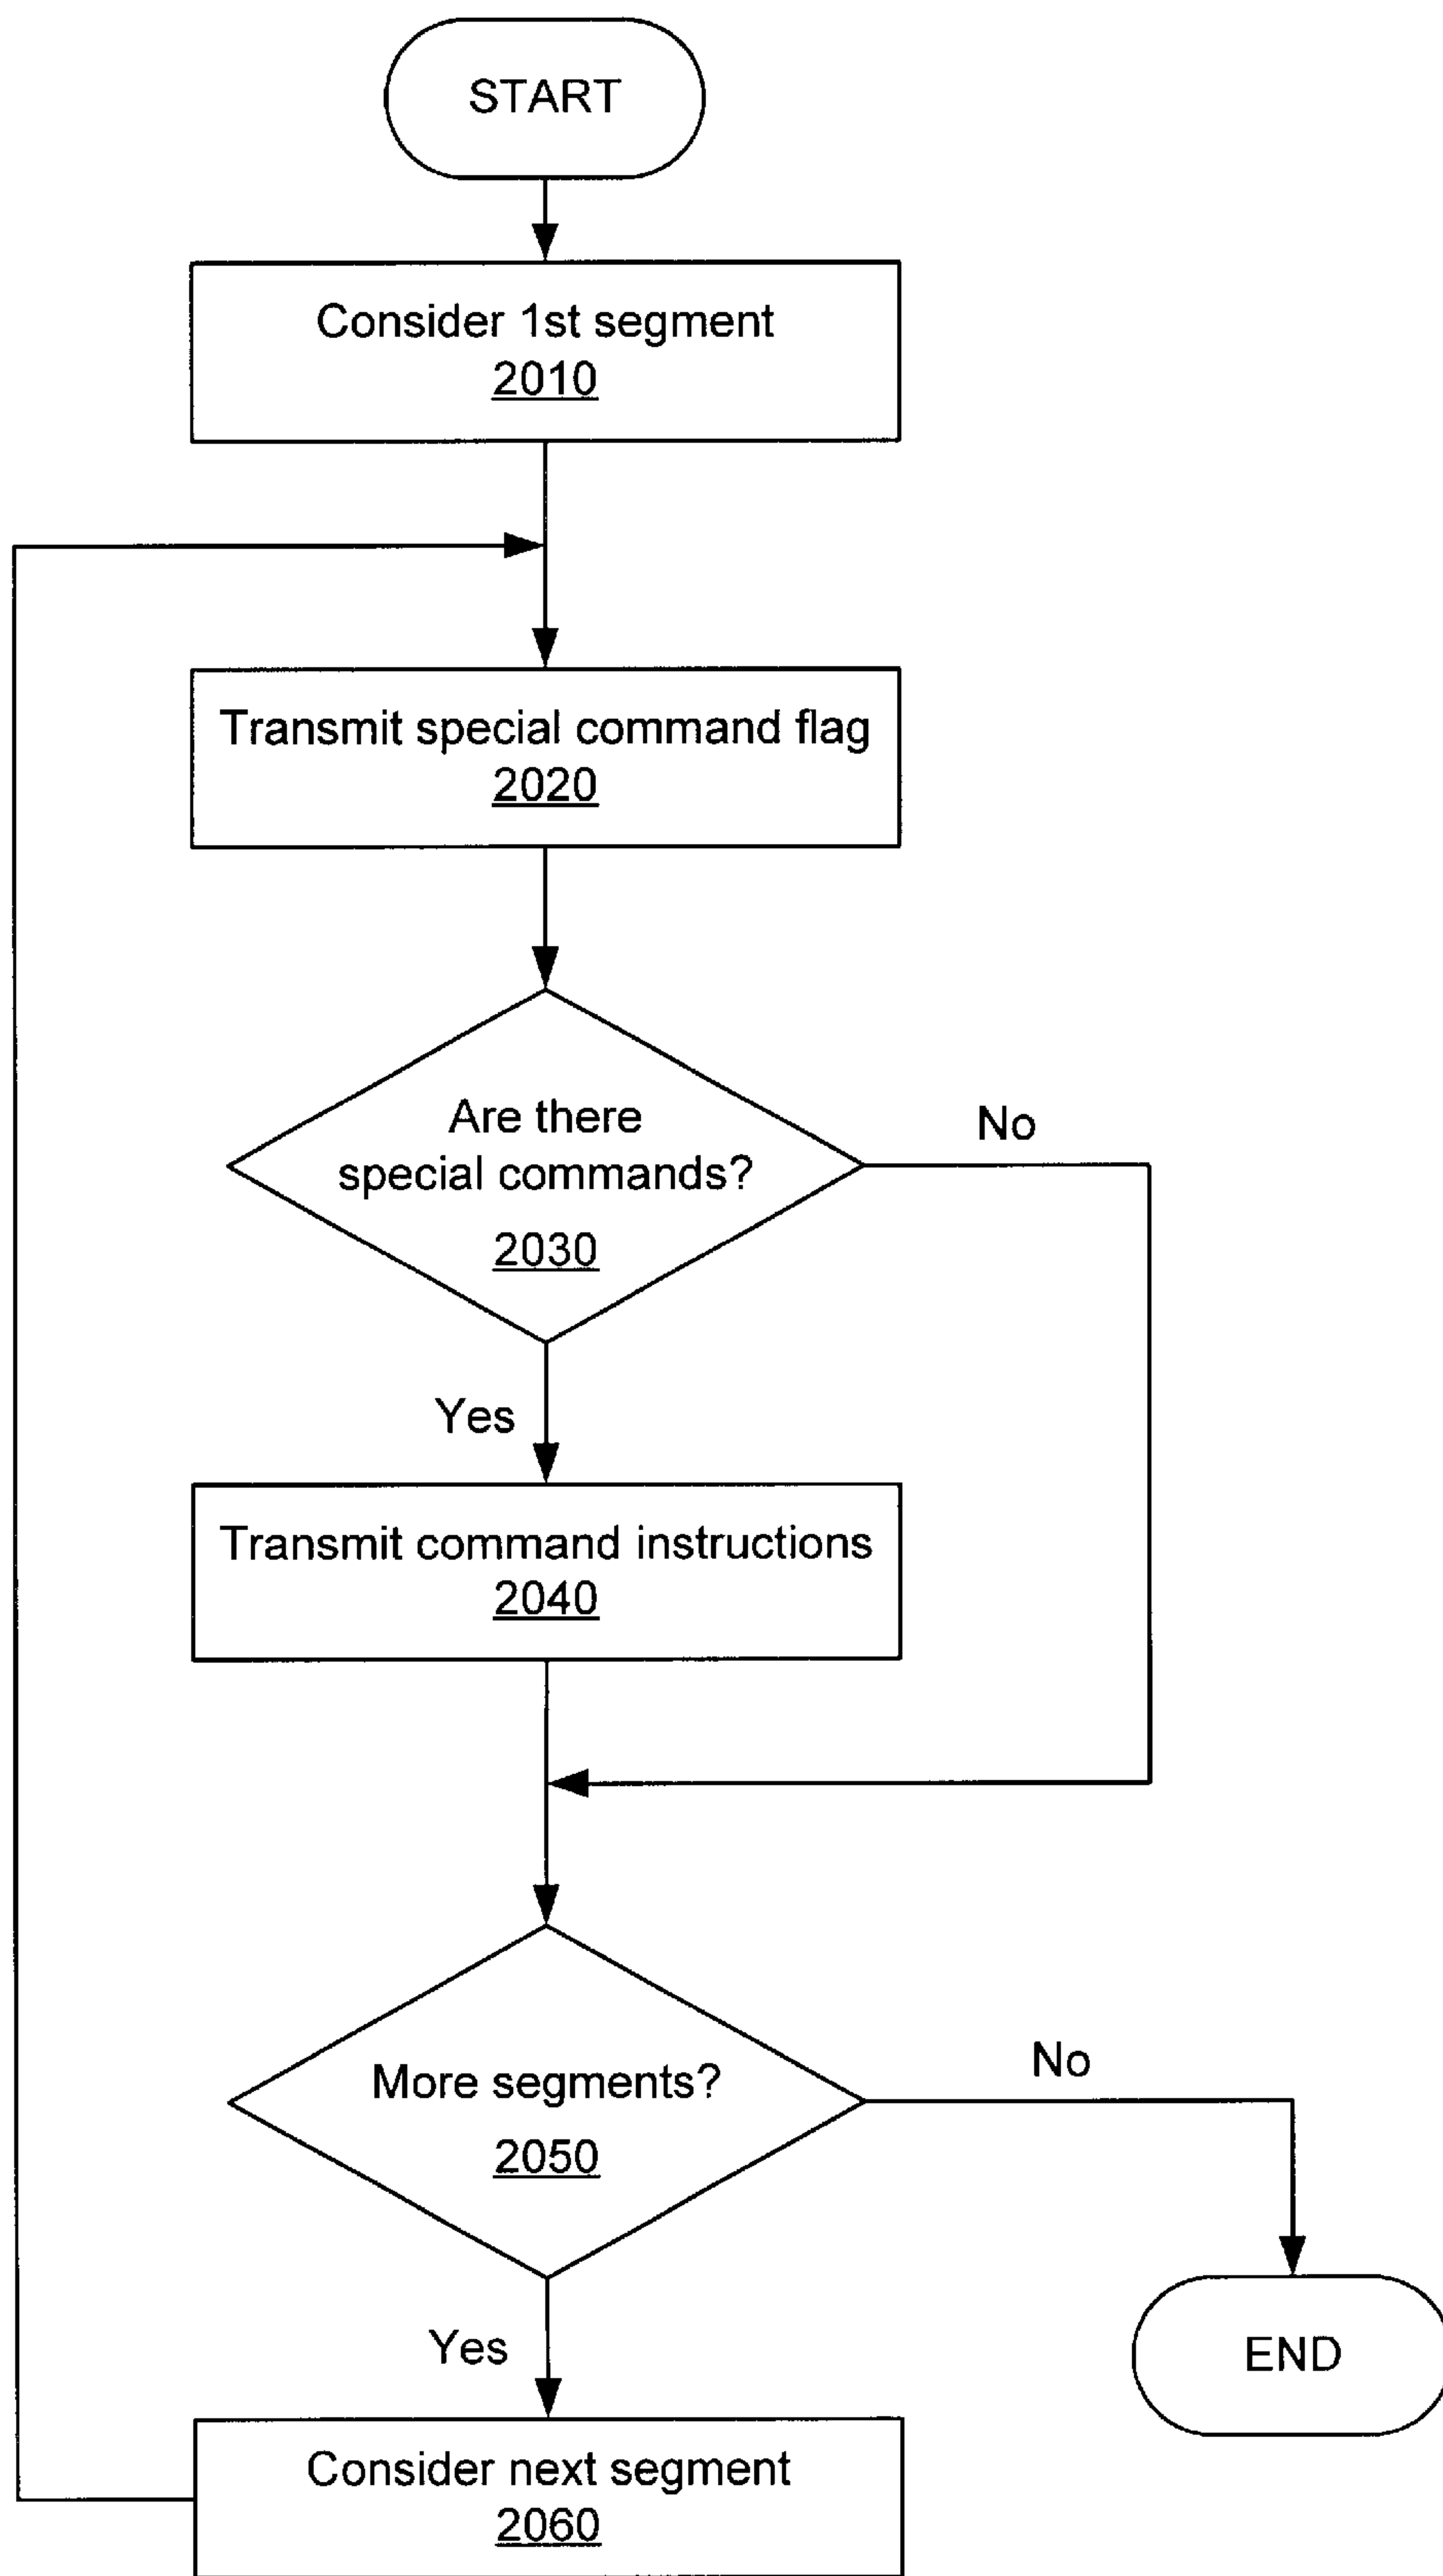 START
Consider 1st segment
2010
Transmit special command flag
2020
Are there
special commands?
2030
No
Yes
Transmit command instructions
2040
More segments?
2050
No
Yes
END
Consider next segment
2060